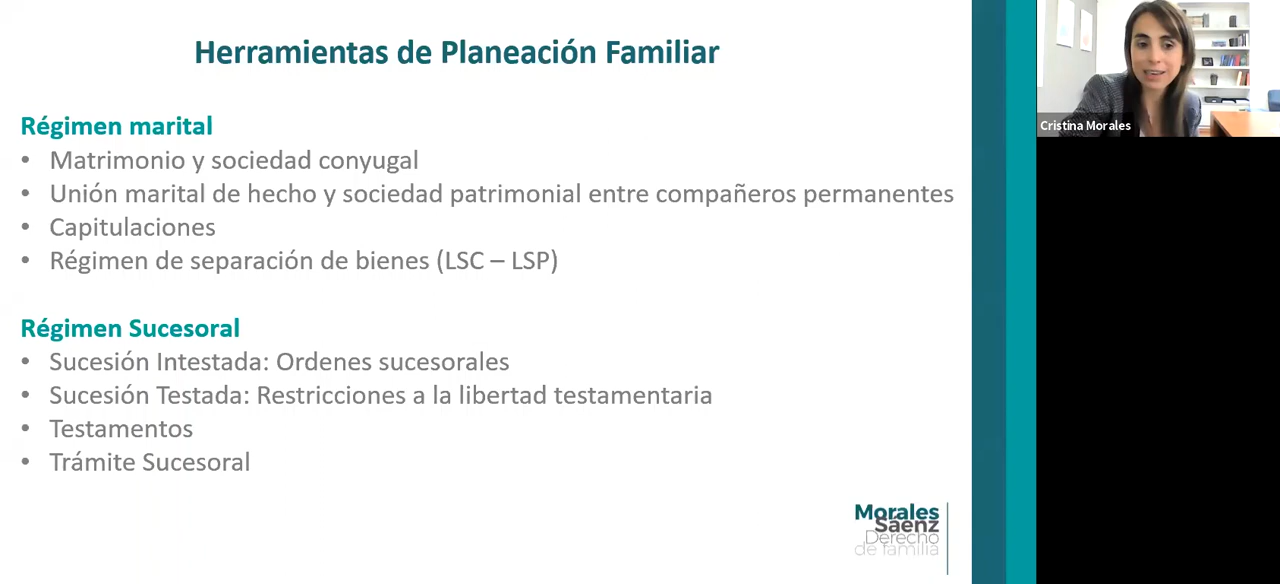 Herramientas de Planeación Familiar
Régimen marital
• Matrimonio y sociedad conyugal
• Unión marital de hecho y sociedad patrimonial entre compañeros permanentes
• Capitulaciones
• Régimen de separación de bienes (LSC – LSP)
Régimen Sucesoral
• Sucesión Intestada: Ordenes sucesorales
• Sucesión Testada: Restricciones a la libertad testamentaria
• Testamentos
• Trámite Sucesoral
Morales
Sáenz
Derecho
de familia
Cristina Morales